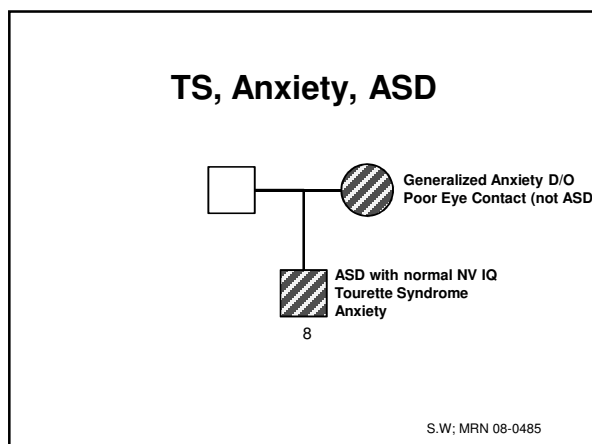 TS, Anxiety, ASD
Generalized Anxiety D/O
Poor Eye Contact (not ASD
ASD with normal NV IQ
Tourette Syndrome
Anxiety
8
S.W; MRN 08-0485